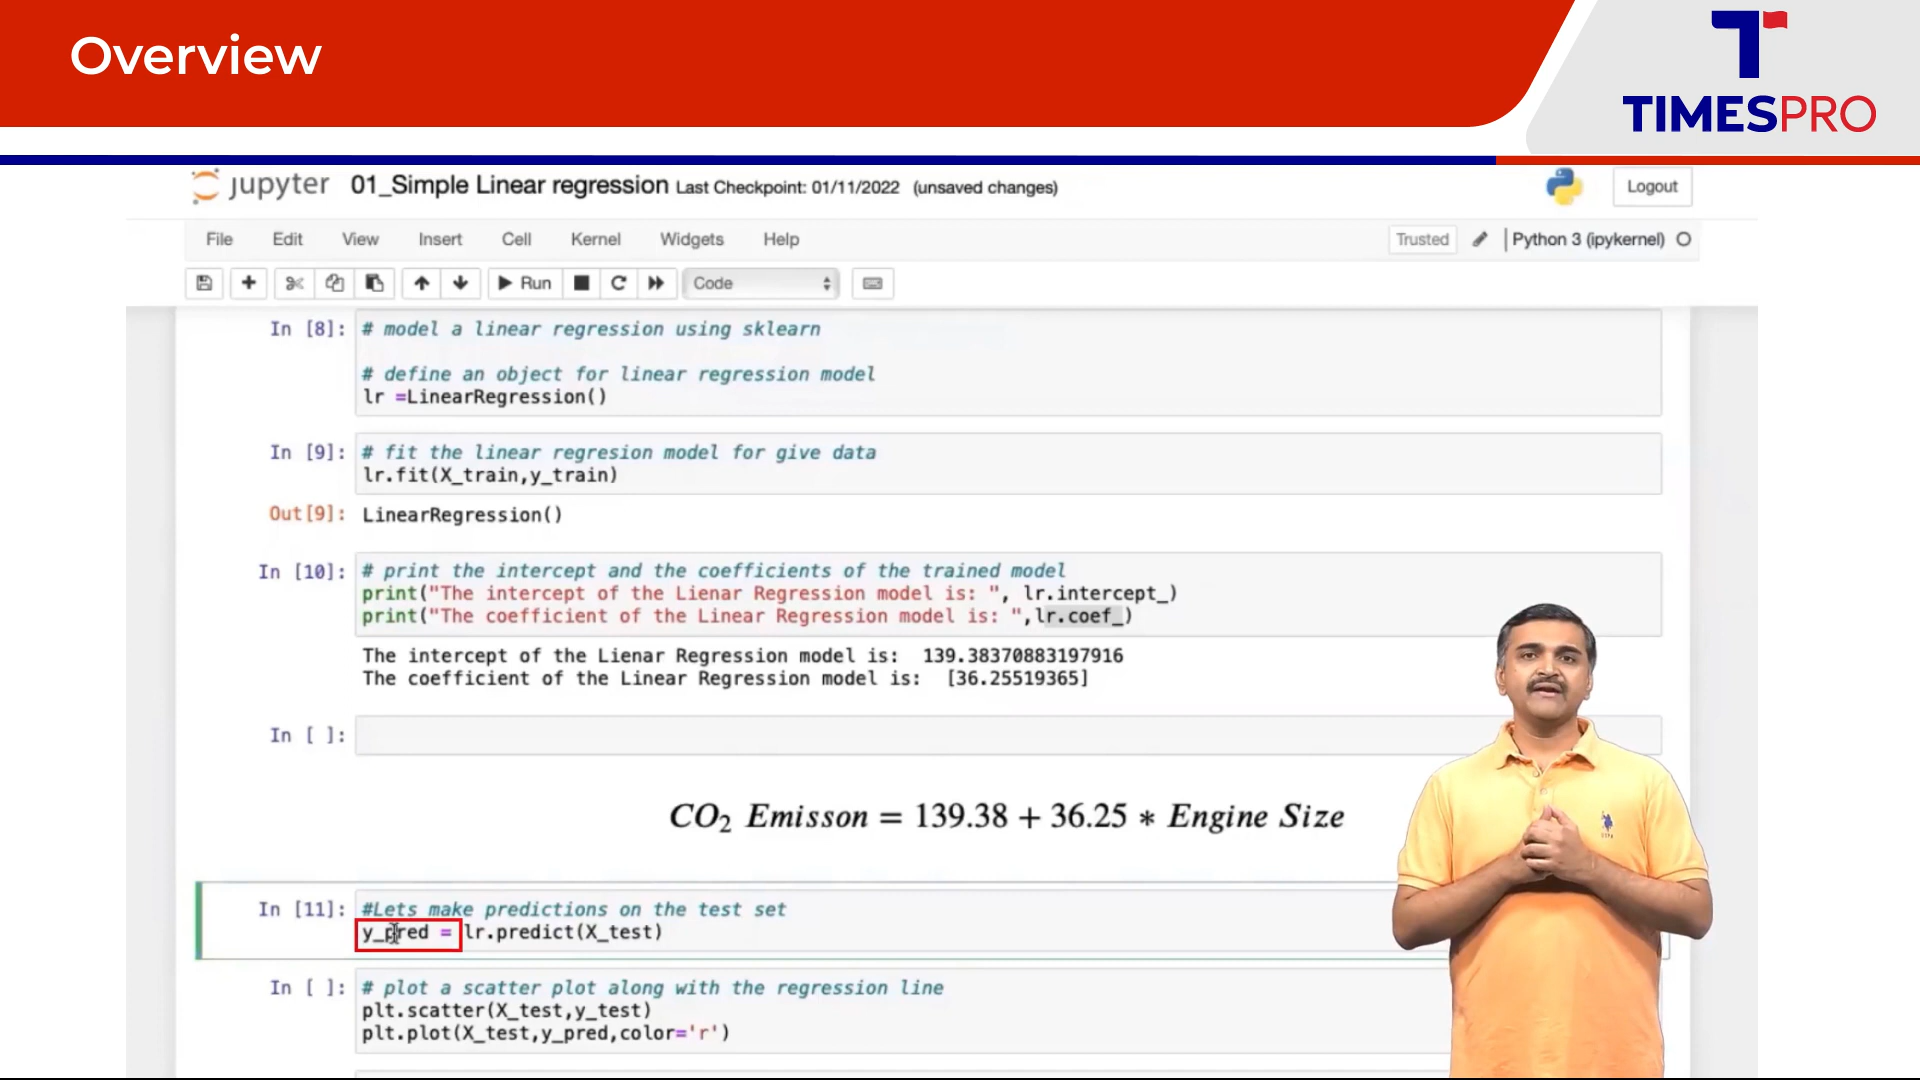 Overview
TIMESPRO
jupyter 01_Simple Linear regression Last Checkpoint: 01/11/2022 (unsaved changes)
Logout
File Edit View Insert Cell Kernel Widgets Help
Trusted Python 3 (ipykernel)
Run Code
In [8]: # model a linear regression using sklearn
# define an object for linear regression model
lr =LinearRegression()
In [9]: # fit the linear regresion model for give data
lr.fit(X_train,y_train)
Out[9]: LinearRegression()
In [10]: # print the intercept and the coefficients of the trained model
print("The intercept of the Lienar Regression model is: ", lr.intercept_)
print("The coefficient of the Linear Regression model is: ",lr.coef_)
The intercept of the Lienar Regression model is:  139.38370883197916
The coefficient of the Linear Regression model is:  [36.25519365]
In [ ]:
CO₂ Emisson = 139.38 + 36.25 * Engine Size
In [11]: #Lets make predictions on the test set
y_pred = lr.predict(X_test)
In [ ]: # plot a scatter plot along with the regression line
plt.scatter(X_test,y_test)
plt.plot(X_test,y_pred,color='r')